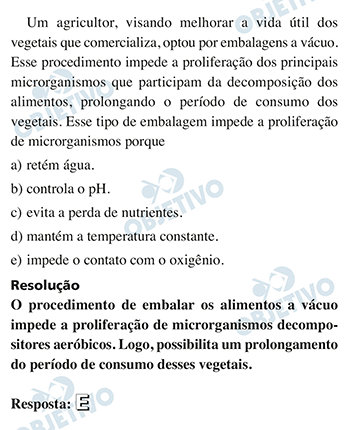 Um agricultor, visando melhorar a vida útil dos
vegetais que comercializa, optou por embalagens a vácuo.
Esse procedimento impede a proliferação dos principais
microrganismos que participam da decomposição dos
alimentos, prolongando o período de consumo dos
vegetais. Esse tipo de embalagem impede a proliferação
de microrganismos porque
a) retém água.
b) controla o pH.
c) evita a perda de nutrientes.
d) mantém a temperatura constante.
e) impede o contato com o oxigênio.
Resolução
O procedimento de embalar os alimentos a vácuo
impede a proliferação de microrganismos decompo-
sitores aeróbicos. Logo, possibilita um prolongamento
do período de consumo desses vegetais.
Resposta: E
OBJETIVO
OBJETIVO
OBJETIVO
OBJETIVO
OBJETIVO